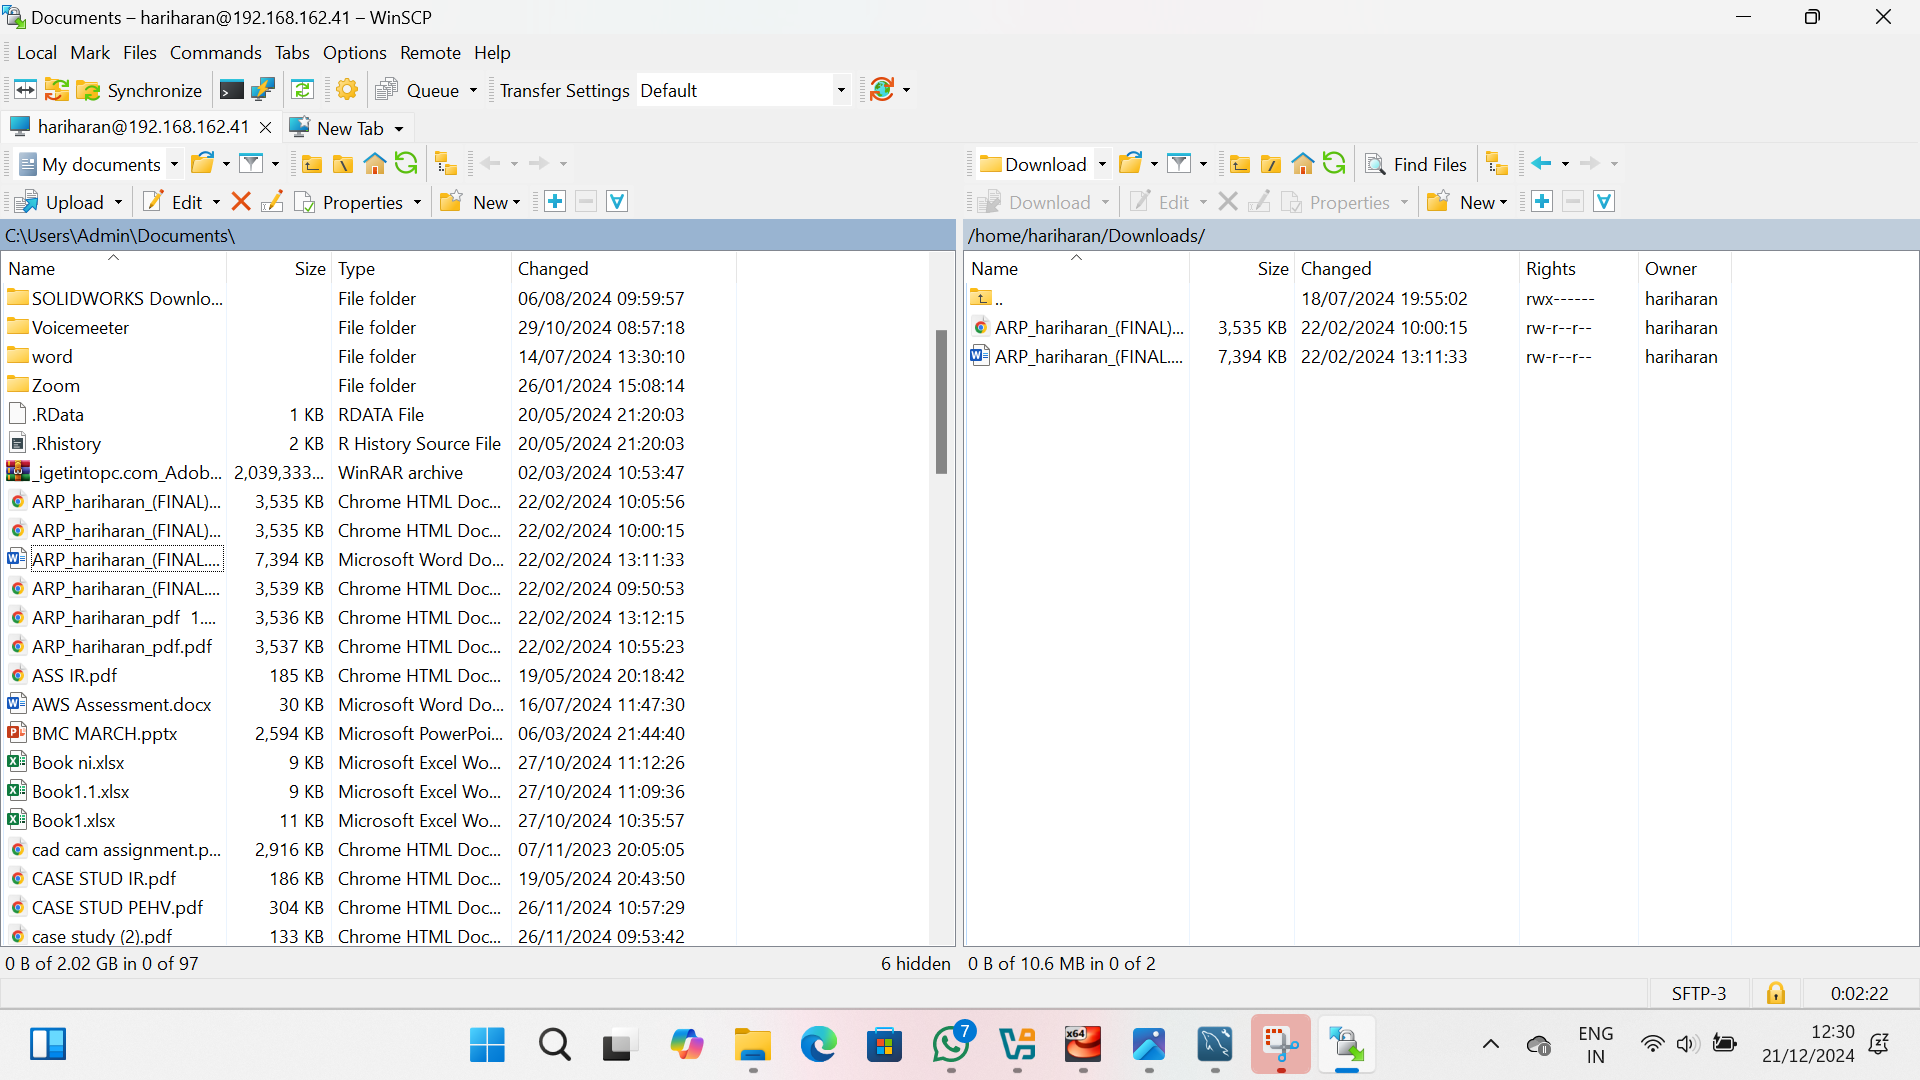 Documents – hariharan@192.168.162.41 – WinSCP
Local Mark Files Commands Tabs Options Remote Help
Synchronize Queue Transfer Settings Default
hariharan@192.168.162.41 New Tab
My documents Download Find Files
Upload Edit Properties New Download Edit Properties New
C:\Users\Admin\Documents\ /home/hariharan/Downloads/
Name Size Type Changed Name Size Changed Rights Owner
SOLIDWORKS Downlo... File folder 06/08/2024 09:59:57 .. 18/07/2024 19:55:02 rwx------ hariharan
Voicemeeter File folder 29/10/2024 08:57:18 ARP_hariharan_(FINAL)... 3,535 KB 22/02/2024 10:00:15 rw-r--r-- hariharan
word File folder 14/07/2024 13:30:10 ARP_hariharan_(FINAL.... 7,394 KB 22/02/2024 13:11:33 rw-r--r-- hariharan
Zoom File folder 26/01/2024 15:08:14
.RData 1 KB RDATA File 20/05/2024 21:20:03
.Rhistory 2 KB R History Source File 20/05/2024 21:20:03
_igetintopc.com_Adob... 2,039,333... WinRAR archive 02/03/2024 10:53:47
ARP_hariharan_(FINAL)... 3,535 KB Chrome HTML Doc... 22/02/2024 10:05:56
ARP_hariharan_(FINAL)... 3,535 KB Chrome HTML Doc... 22/02/2024 10:00:15
ARP_hariharan_(FINAL.... 7,394 KB Microsoft Word Do... 22/02/2024 13:11:33
ARP_hariharan_(FINAL.... 3,539 KB Chrome HTML Doc... 22/02/2024 09:50:53
ARP_hariharan_pdf 1.... 3,536 KB Chrome HTML Doc... 22/02/2024 13:12:15
ARP_hariharan_pdf.pdf 3,537 KB Chrome HTML Doc... 22/02/2024 10:55:23
ASS IR.pdf 185 KB Chrome HTML Doc... 19/05/2024 20:18:42
AWS Assessment.docx 30 KB Microsoft Word Do... 16/07/2024 11:47:30
BMC MARCH.pptx 2,594 KB Microsoft PowerPoi... 06/03/2024 21:44:40
Book ni.xlsx 9 KB Microsoft Excel Wo... 27/10/2024 11:12:26
Book1.1.xlsx 9 KB Microsoft Excel Wo... 27/10/2024 11:09:36
Book1.xlsx 11 KB Microsoft Excel Wo... 27/10/2024 10:35:57
cad cam assignment.p... 2,916 KB Chrome HTML Doc... 07/11/2023 20:05:05
CASE STUD IR.pdf 186 KB Chrome HTML Doc... 19/05/2024 20:43:50
CASE STUD PEHV.pdf 304 KB Chrome HTML Doc... 26/11/2024 10:57:29
case study (2).pdf 133 KB Chrome HTML Doc... 26/11/2024 09:53:42
0 B of 2.02 GB in 0 of 97 6 hidden 0 B of 10.6 MB in 0 of 2
SFTP-3 0:02:22
7 x64 ENG 12:30
IN 21/12/2024